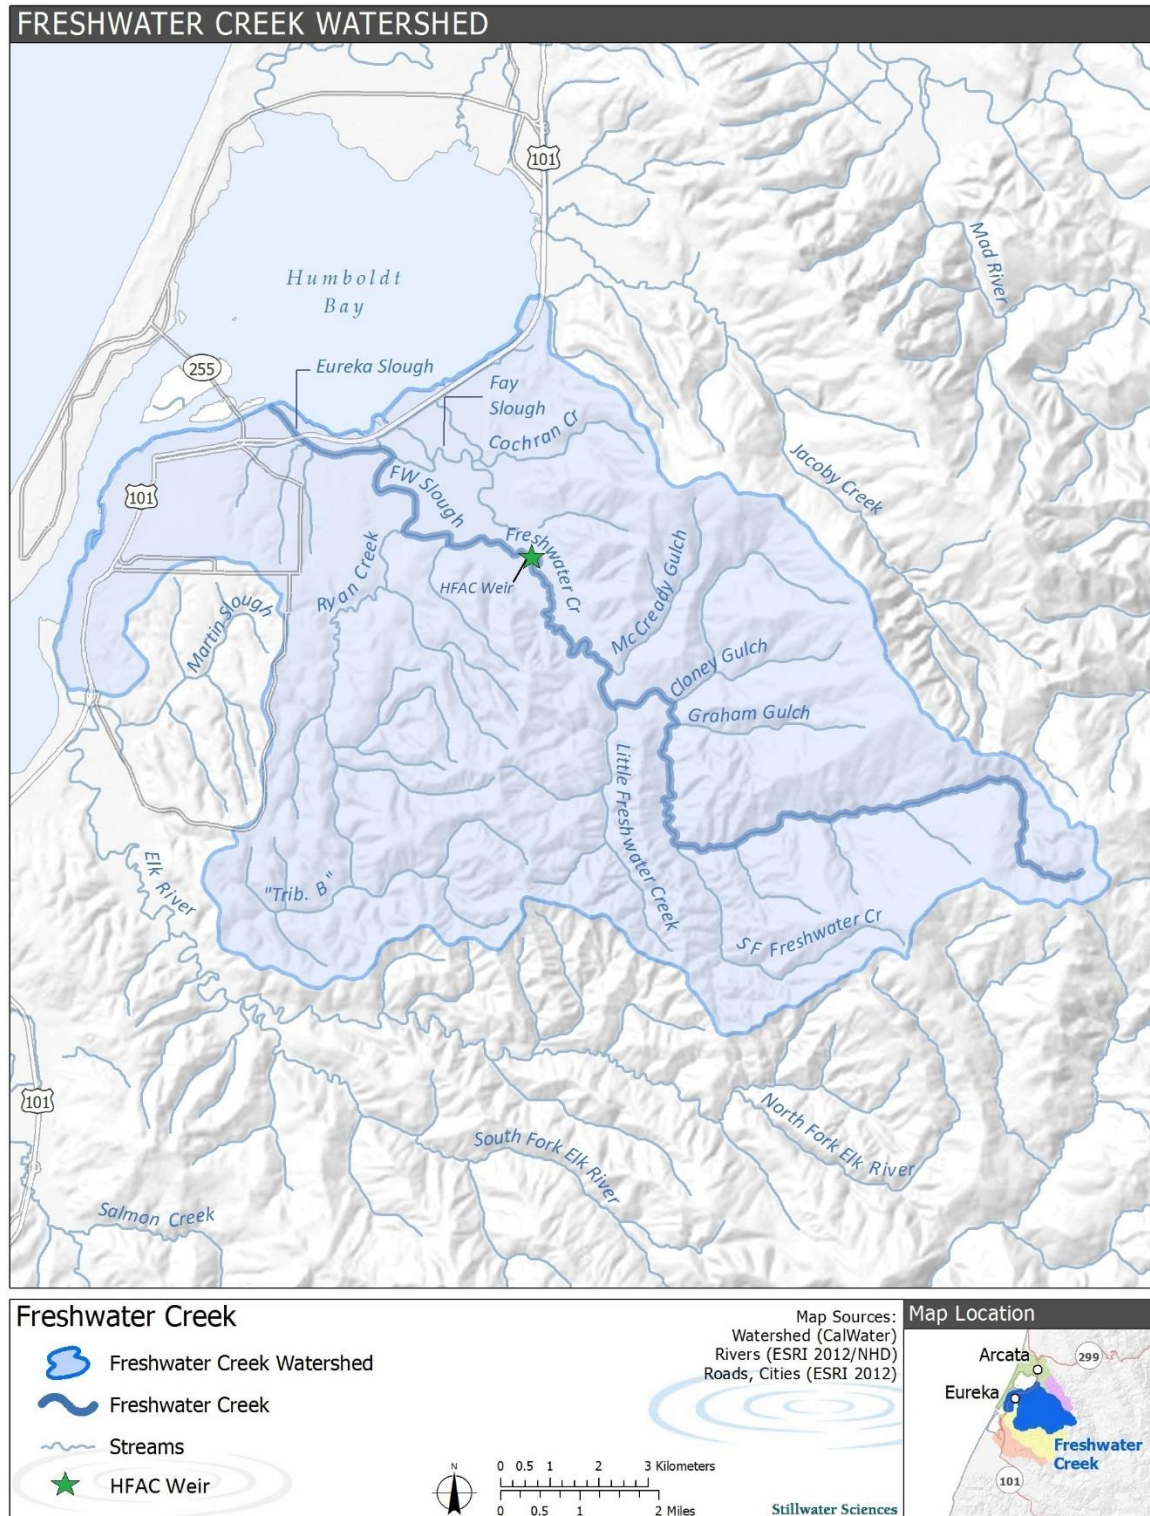 FRESHWATER CREEK WATERSHED
101
Mad River
Humboldt
Bay
255
Eureka Slough
Fay
Slough
Cochran Cr
Jacoby Creek
101
FW Slough
Freshwater Cr
Ryan Creek
HFAC Weir
McCready Gulch
Martin Slough
Cloney Gulch
Graham Gulch
Little Freshwater Creek
Elk River
"Trib. B"
SF Freshwater Cr
101
North Fork Elk River
South Fork Elk River
Salmon Creek
Freshwater Creek
Freshwater Creek Watershed
Freshwater Creek
Streams
HFAC Weir
N
0 0.5 1 2 3 Kilometers
0 0.5 1 2 Miles
Map Sources:
Watershed (CalWater)
Rivers (ESRI 2012/NHD)
Roads, Cities (ESRI 2012)
Stillwater Sciences
Map Location
Arcata
299
Eureka
Freshwater
Creek
101